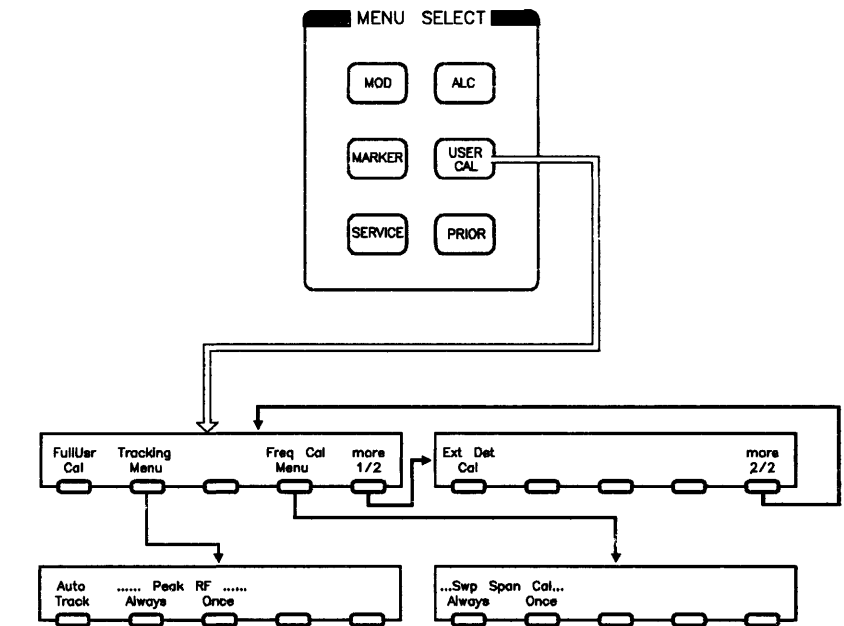 MENU SELECT
MOD ALC
MARKER USER CAL
SERVICE PRIOR
FullUsr Tracking Freq Cal more
Cal Menu Menu 1/2
Ext Det more
Cal 2/2
Auto ...... Peak RF ......
Track Always Once
...Swp Span Cal...
Always Once